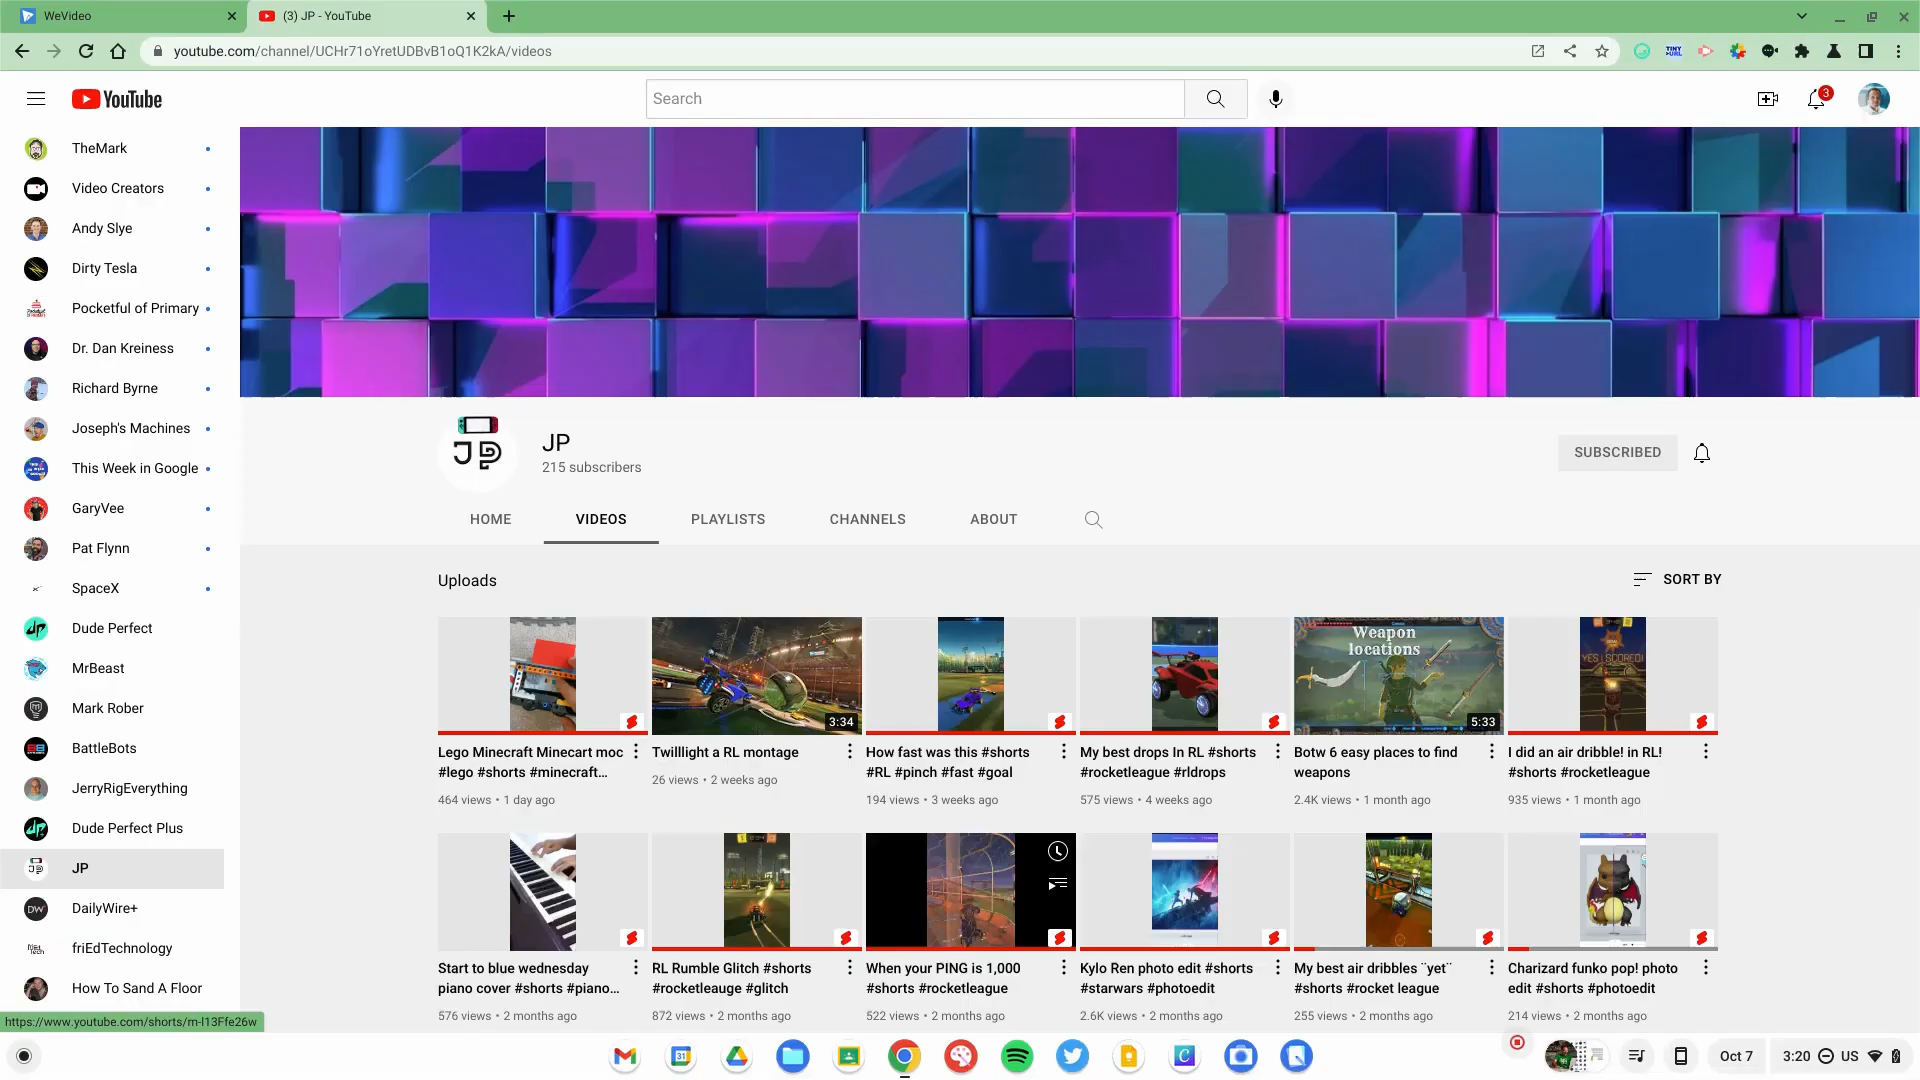 WeVideo
(3) JP - YouTube
youtube.com/channel/UCHr71oYretUDBvB1oQ1K2kA/videos
TINY
URL
YouTube
Search
3
TheMark
Video Creators
Andy Slye
Dirty Tesla
Pocketful of Primary
Dr. Dan Kreiness
Richard Byrne
Joseph's Machines
This Week in Google
GaryVee
Pat Flynn
SpaceX
Dude Perfect
MrBeast
Mark Rober
BattleBots
JerryRigEverything
Dude Perfect Plus
JP
DailyWire+
DW
friEdTechnology
How To Sand A Floor
JP
JP
215 subscribers
SUBSCRIBED
HOME VIDEOS PLAYLISTS CHANNELS ABOUT
Uploads
SORT BY
3:34
Weapon
locations
5:33
YES I SCORED!
Lego Minecraft Minecart moc
#lego #shorts #minecraft...
464 views • 1 day ago
Twilllight a RL montage
26 views • 2 weeks ago
How fast was this #shorts
#RL #pinch #fast #goal
194 views • 3 weeks ago
My best drops In RL #shorts
#rocketleague #rldrops
575 views • 4 weeks ago
Botw 6 easy places to find
weapons
2.4K views • 1 month ago
I did an air dribble! in RL!
#shorts #rocketleague
935 views • 1 month ago
Start to blue wednesday
piano cover #shorts #piano...
576 views • 2 months ago
RL Rumble Glitch #shorts
#rocketleauge #glitch
872 views • 2 months ago
When your PING is 1,000
#shorts #rocketleague
522 views • 2 months ago
Kylo Ren photo edit #shorts
#starwars #photoedit
2.6K views • 2 months ago
My best air dribbles ¨yet¨
#shorts #rocket league
255 views • 2 months ago
Charizard funko pop! photo
edit #shorts #photoedit
214 views • 2 months ago
https://www.youtube.com/shorts/m-l13Ffe26w
31
Oct 7
3:20
US